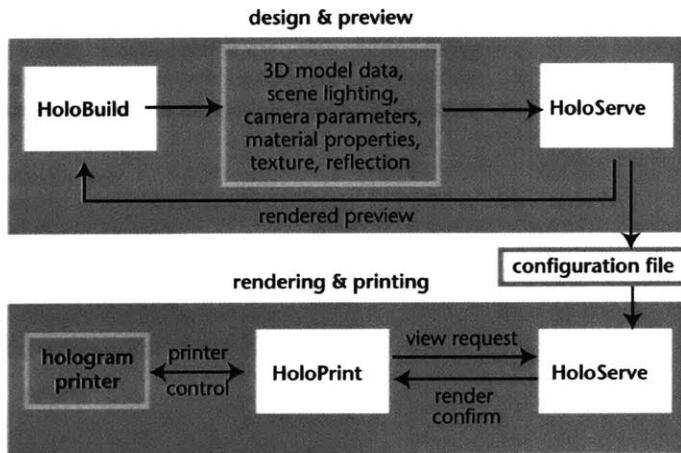 design & preview
HoloBuild
3D model data,
scene lighting,
camera parameters,
material properties,
texture, reflection
HoloServe
rendered preview
configuration file
rendering & printing
hologram
printer
printer
control
HoloPrint
view request
render
confirm
HoloServe